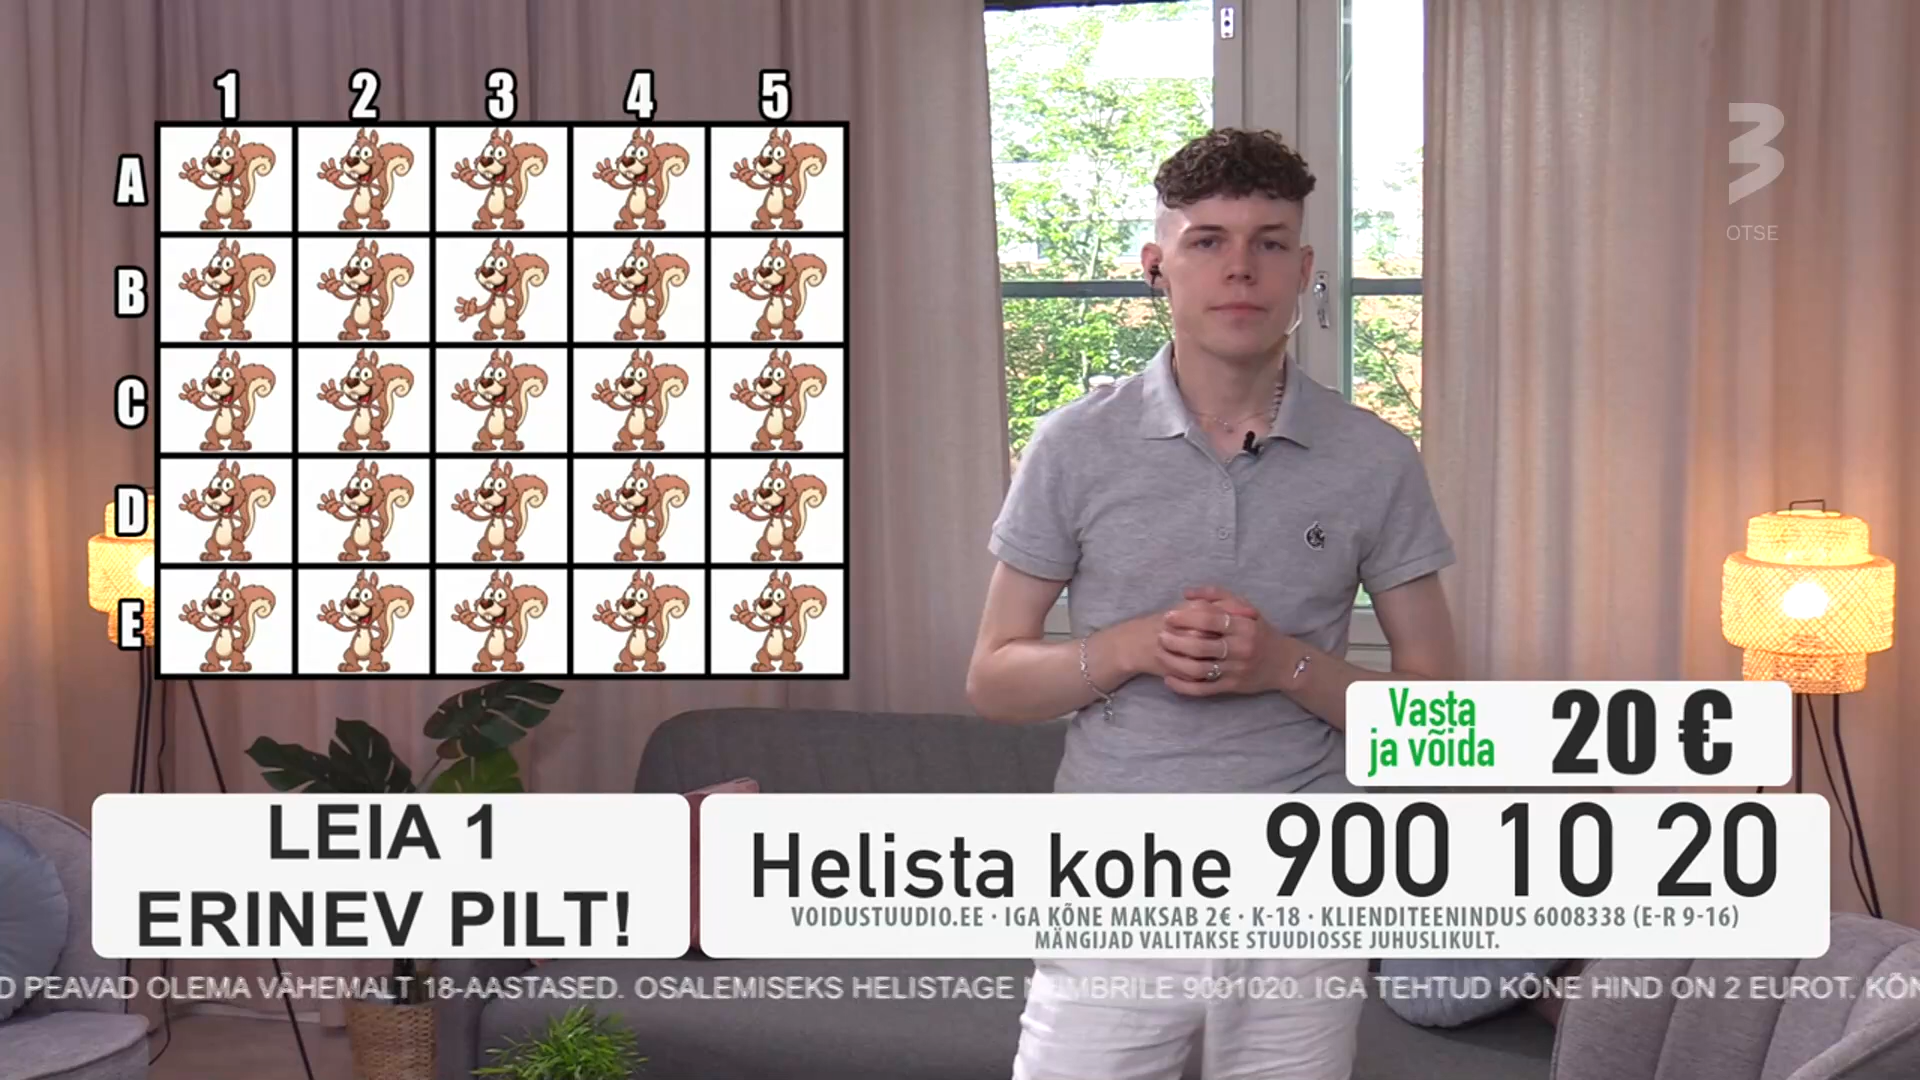 1 2 3 4 5
A
B
C
D
E
3
OTSE
Vasta
ja võida
20 €
LEIA 1
ERINEV PILT!
Helista kohe 900 10 20
VOIDUSTUUDIO.EE · IGA KÕNE MAKSAB 2€ · K-18 · KLIENDITEENINDUS 6008338 (E-R 9-16)
MÄNGIJAD VALITAKSE STUUDIOSSE JUHUSLIKULT.
D PEAVAD OLEMA VÄHEMALT 18-AASTASED. OSALEMISEKS HELISTAGE NUMBRILE 9001020. IGA TEHTUD KÕNE HIND ON 2 EUROT. KÕN